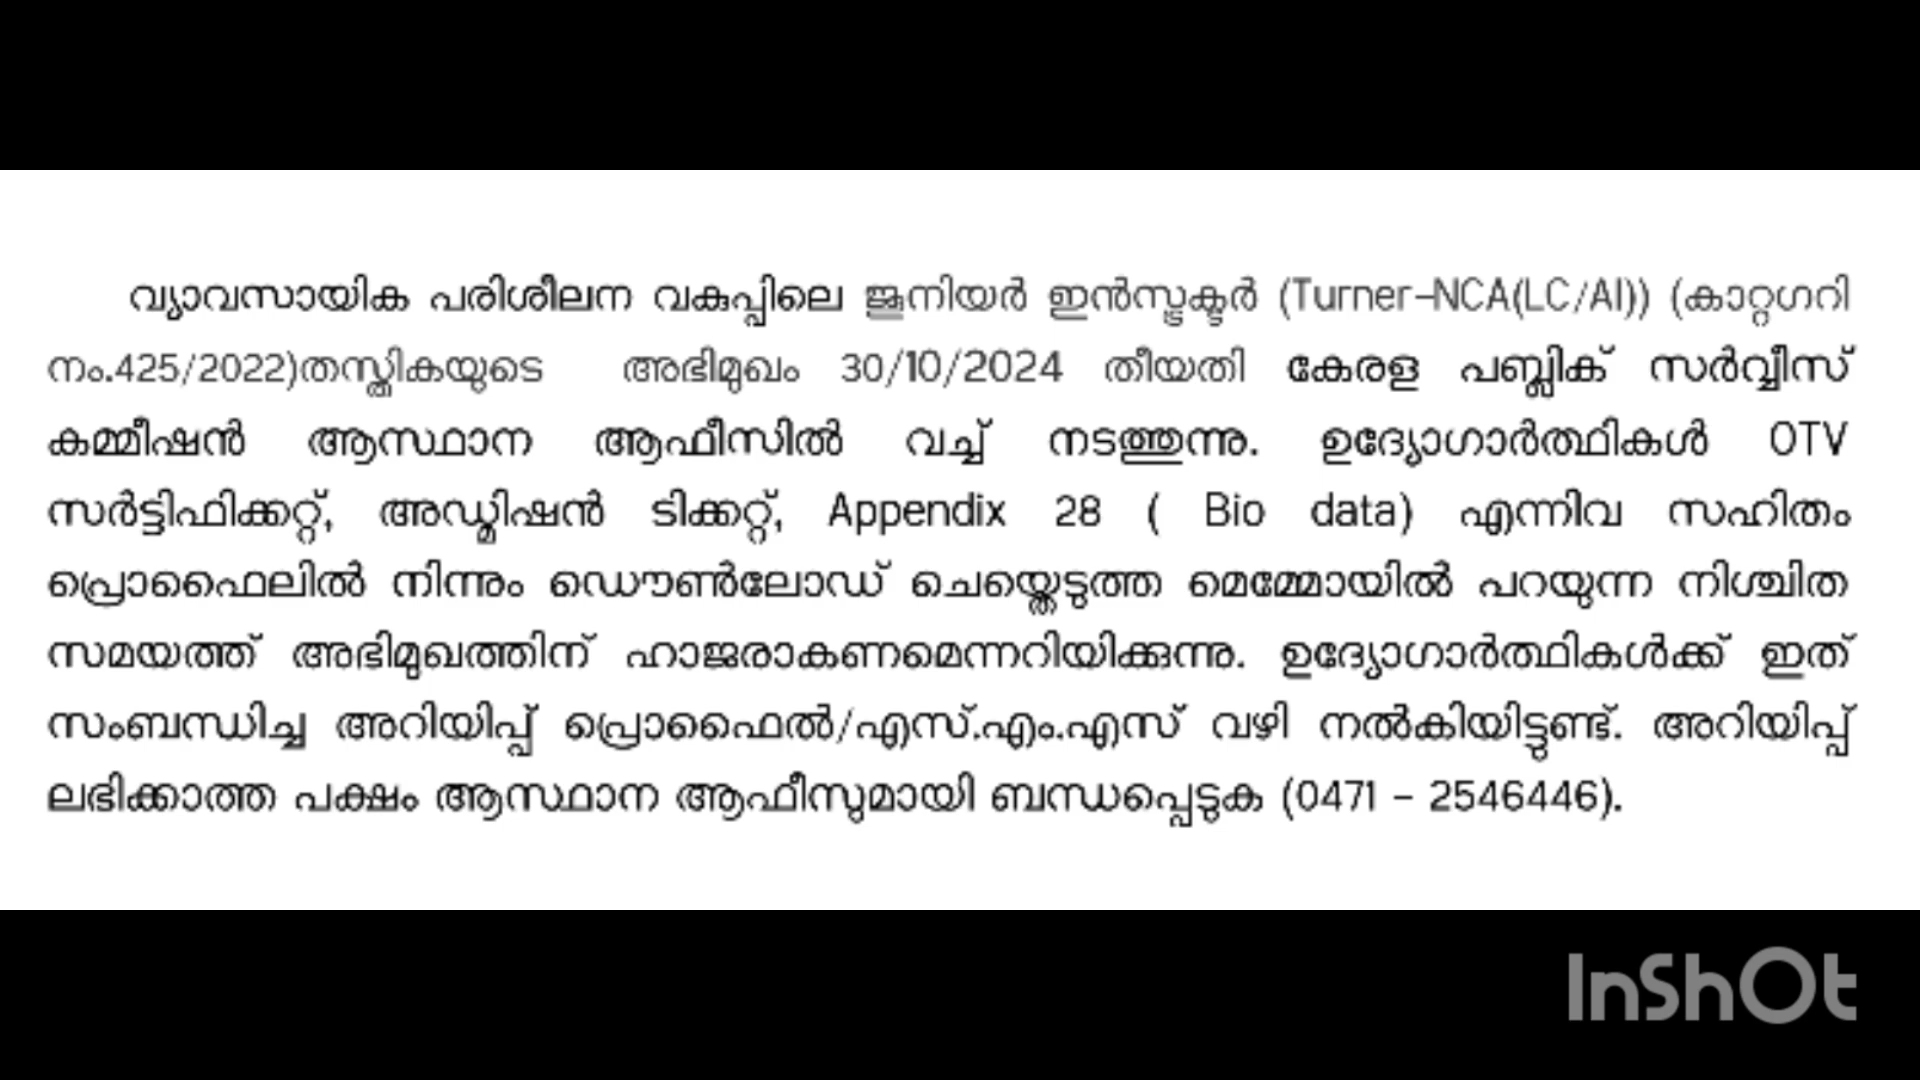 വ്യാവസായിക പരിശീലന വകുപ്പിലെ ജൂനിയർ ഇൻസ്ട്രക്ടർ (Turner-NCA(LC/AI)) (കാറ്റഗറി
നം.425/2022)തസ്തികയുടെ അഭിമുഖം 30/10/2024 തീയതി കേരള പബ്ലിക് സർവ്വീസ്
കമ്മീഷൻ ആസ്ഥാന ആഫീസിൽ വച്ച് നടത്തുന്നു. ഉദ്യോഗാർത്ഥികൾ OTV
സർട്ടിഫിക്കറ്റ്, അഡ്മിഷൻ ടിക്കറ്റ്, Appendix 28 ( Bio data) എന്നിവ സഹിതം
പ്രൊഫൈലിൽ നിന്നും ഡൌൺലോഡ് ചെയ്തെടുത്ത മെമ്മോയിൽ പറയുന്ന നിശ്ചിത
സമയത്ത് അഭിമുഖത്തിന് ഹാജരാകണമെന്നറിയിക്കുന്നു. ഉദ്യോഗാർത്ഥികൾക്ക് ഇത്
സംബന്ധിച്ച അറിയിപ്പ് പ്രൊഫൈൽ/എസ്.എം.എസ് വഴി നൽകിയിട്ടുണ്ട്. അറിയിപ്പ്
ലഭിക്കാത്ത പക്ഷം ആസ്ഥാന ആഫീസുമായി ബന്ധപ്പെടുക (0471 - 2546446).
InShOt